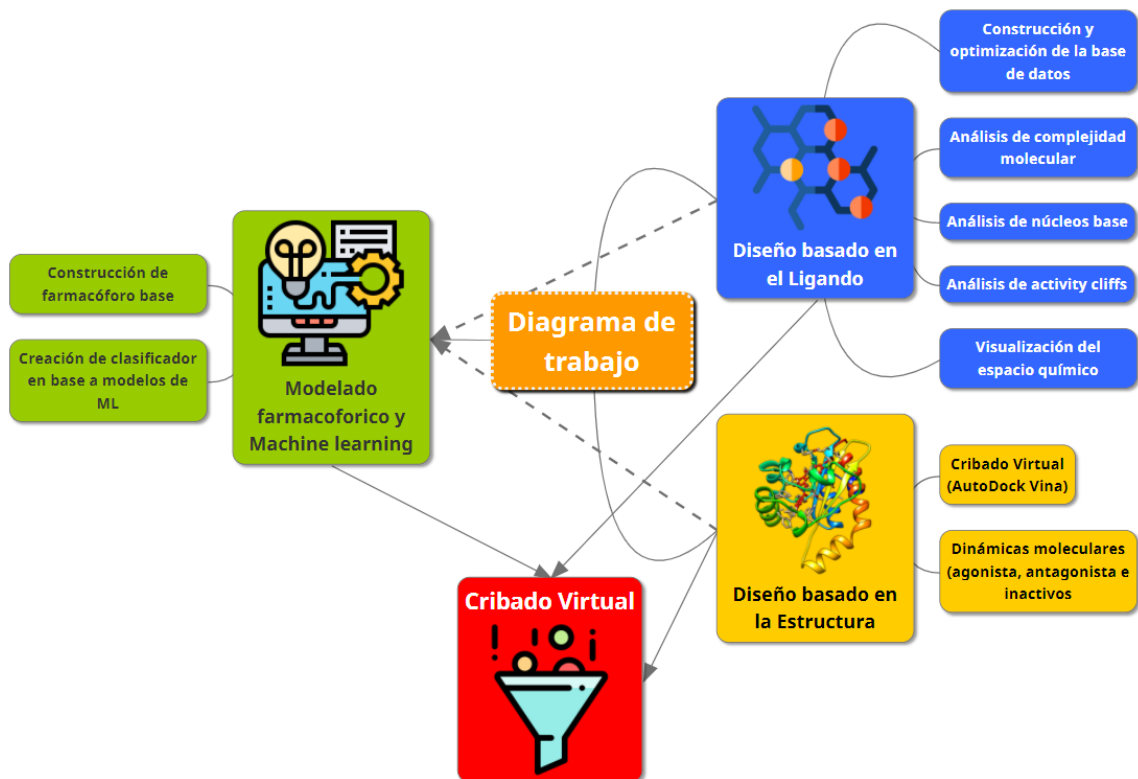 Diagrama de
trabajo
Construcción de
farmacóforo base
Creación de clasificador
en base a modelos de
ML
Modelado
farmacoforico y
Machine learning
Diseño basado en
el Ligando
Construcción y
optimización de la base
de datos
Análisis de complejidad
molecular
Análisis de núcleos base
Análisis de activity cliffs
Visualización del
espacio químico
Diseño basado en
la Estructura
Cribado Virtual
(AutoDock Vina)
Dinámicas moleculares
(agonista, antagonista e
inactivos
Cribado Virtual